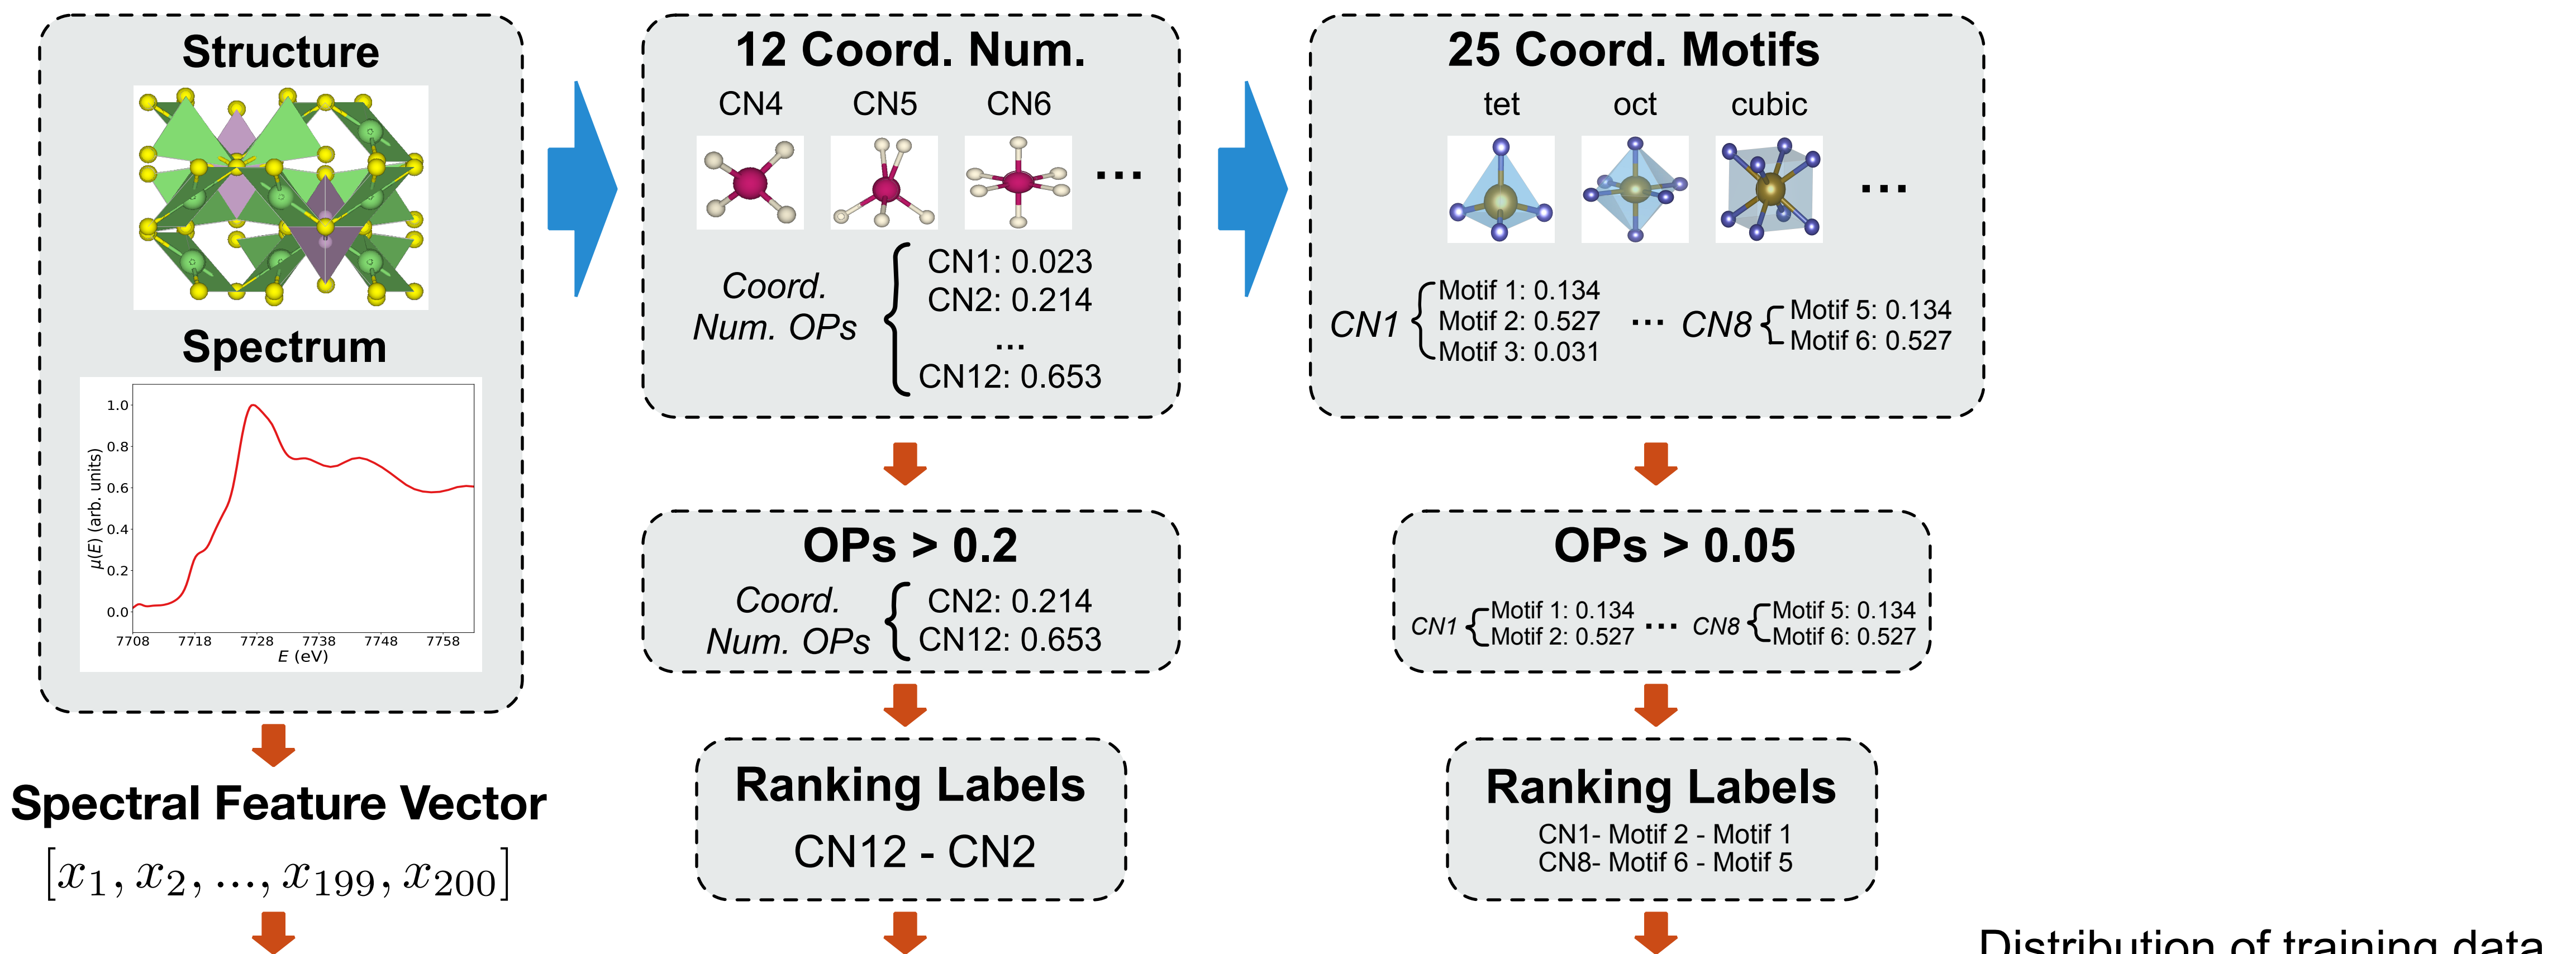 Structure
Spectrum
1.0
0.8
0.6
0.4
0.2
0.0
μ(E) (arb. units)
7708 7718 7728 7738 7748 7758
E (eV)
Spectral Feature Vector
[x₁, x₂, ..., x₁₉₉, x₂₀₀]
12 Coord. Num.
CN4 CN5 CN6
...
Coord.
Num. OPs
CN1: 0.023
CN2: 0.214
...
CN12: 0.653
OPs > 0.2
Coord.
Num. OPs
CN2: 0.214
CN12: 0.653
Ranking Labels
CN12 - CN2
25 Coord. Motifs
tet oct cubic
...
CN1
Motif 1: 0.134
Motif 2: 0.527
Motif 3: 0.031
...
CN8
Motif 5: 0.134
Motif 6: 0.527
OPs > 0.05
CN1
Motif 1: 0.134
Motif 2: 0.527
...
CN8
Motif 5: 0.134
Motif 6: 0.527
Ranking Labels
CN1- Motif 2 - Motif 1
CN8- Motif 6 - Motif 5
Distribution of training data